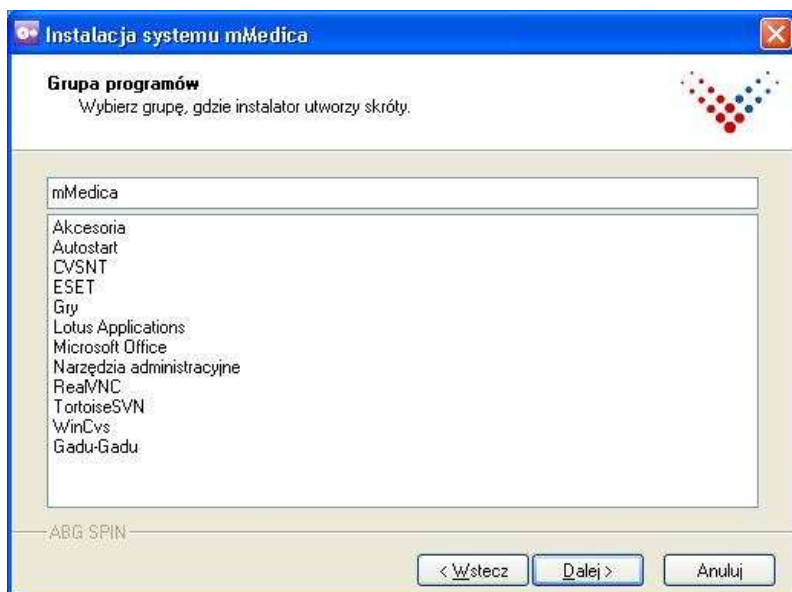 Instalacja systemu mMedica
Grupa programów
Wybierz grupę, gdzie instalator utworzy skróty.
mMedica
Akcesoria
Autostart
CVSNT
ESET
Gry
Lotus Applications
Microsoft Office
Narzędzia administracyjne
RealVNC
TortoiseSVN
WinCvs
Gadu-Gadu
ABG SPIN
< Wstecz
Dalej >
Anuluj